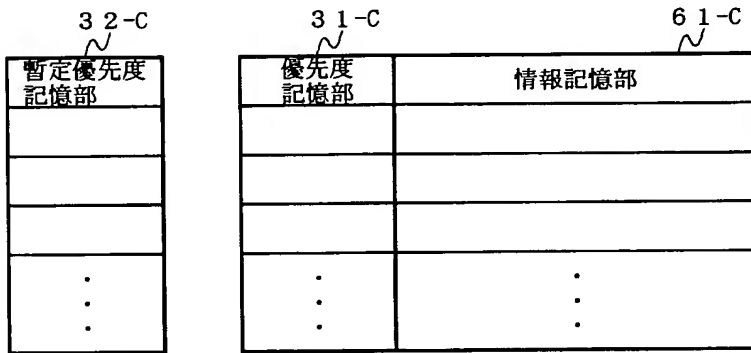 32-C
31-C
61-C
暫定優先度
記憶部
優先度
記憶部
情報記憶部